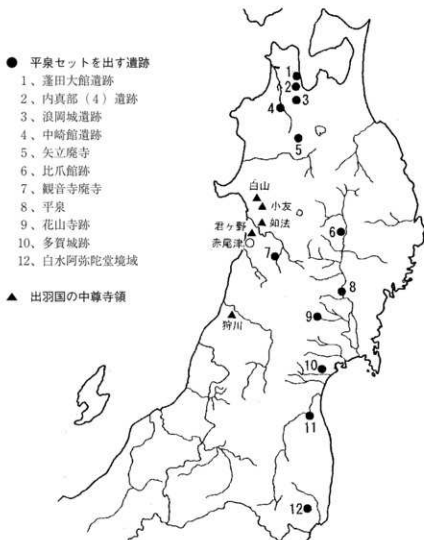 ● 平泉セットを出す遺跡
1、蓬田大館遺跡
2、内真部（4）遺跡
3、浪岡城遺跡
4、中崎館遺跡
5、矢立廃寺
6、比爪館跡
7、観音寺廃寺
8、平泉
9、花山寺跡
10、多賀城跡
12、白水阿弥陀堂境域
▲ 出羽国の中尊寺領
1
2
3
4
5
白山
小友
如法
君ヶ野
赤尾津
6
7
8
狩川
9
10
11
12